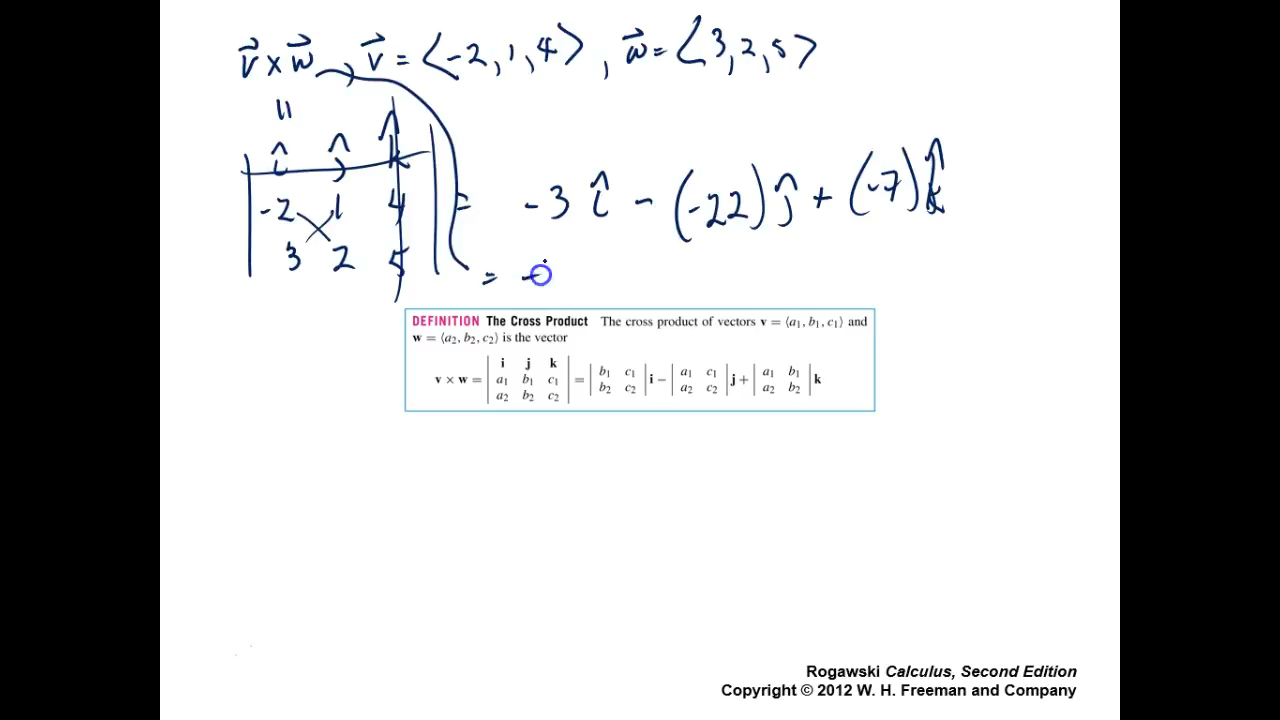 v⃗ × w⃗ , v⃗ = ⟨-2, 1, 4⟩ , w⃗ = ⟨3, 2, 5⟩
||
| î ĵ k̂ |
| -2 1 4 | = -3 î - (-22) ĵ + (-7) k̂
| 3 2 5 |
= -
DEFINITION The Cross Product The cross product of vectors v = ⟨a₁, b₁, c₁⟩ and
w = ⟨a₂, b₂, c₂⟩ is the vector
| i j k |
v × w = | a₁ b₁ c₁ | = | b₁ c₁ | i − | a₁ c₁ | j + | a₁ b₁ | k
| a₂ b₂ c₂ | | b₂ c₂ | | a₂ c₂ | | a₂ b₂ |
Rogawski Calculus, Second Edition
Copyright © 2012 W. H. Freeman and Company